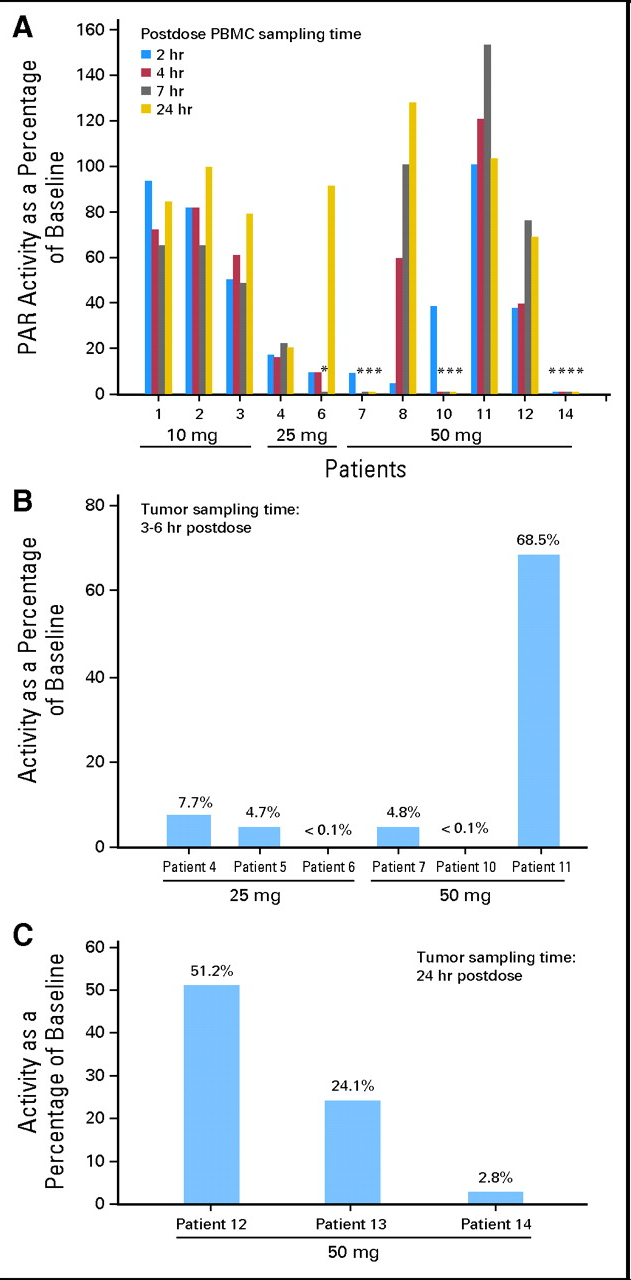 A
PAR Activity as a Percentage
of Baseline
160
140
120
100
80
60
40
20
0
Postdose PBMC sampling time
2 hr
4 hr
7 hr
24 hr
* *** *** ****
1 2 3 4 6 7 8 10 11 12 14
10 mg 25 mg 50 mg
Patients
B
Activity as a Percentage
of Baseline
80
60
40
20
0
Tumor sampling time:
3-6 hr postdose
7.7% 4.7% < 0.1% 4.8% < 0.1% 68.5%
Patient 4 Patient 5 Patient 6 Patient 7 Patient 10 Patient 11
25 mg 50 mg
C
Activity as a
Percentage of Baseline
60
50
40
30
20
10
0
Tumor sampling time:
24 hr postdose
51.2% 24.1% 2.8%
Patient 12 Patient 13 Patient 14
50 mg